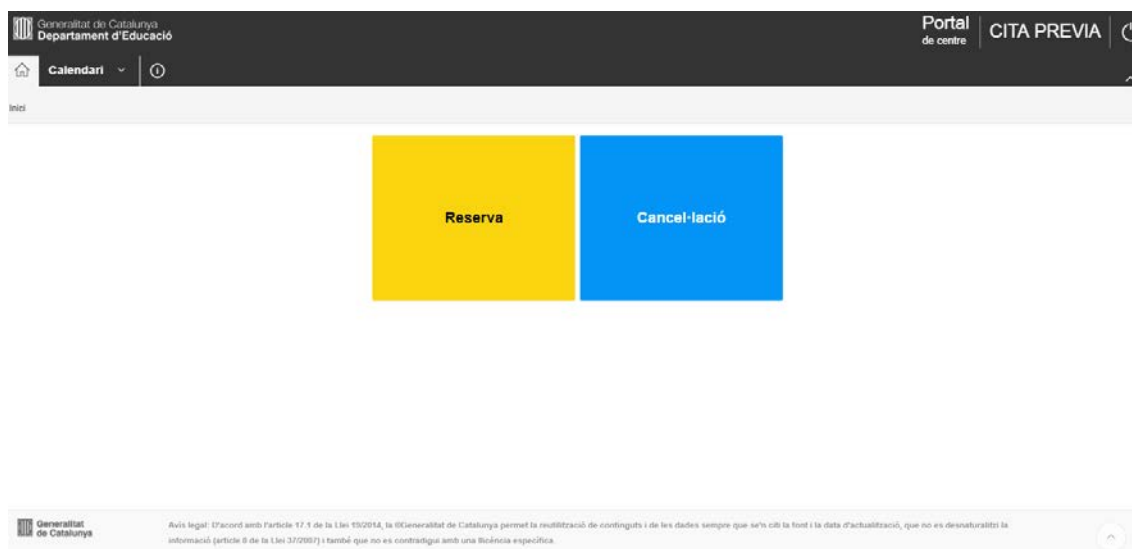 Generalitat de Catalunya
Departament d'Educació
Portal
de centre
CITA PREVIA
Calendari
Inici
Reserva
Cancel·lació
Generalitat
de Catalunya
Avís legal: D'acord amb l'article 17.1 de la Llei 19/2014, la ©Generalitat de Catalunya permet la reutilització de continguts i de les dades sempre que se'n citi la font i la data d'actualització, que no es desnaturalitzi la
informació (article 8 de la Llei 37/2007) i també que no es contradigui amb una llicència específica.